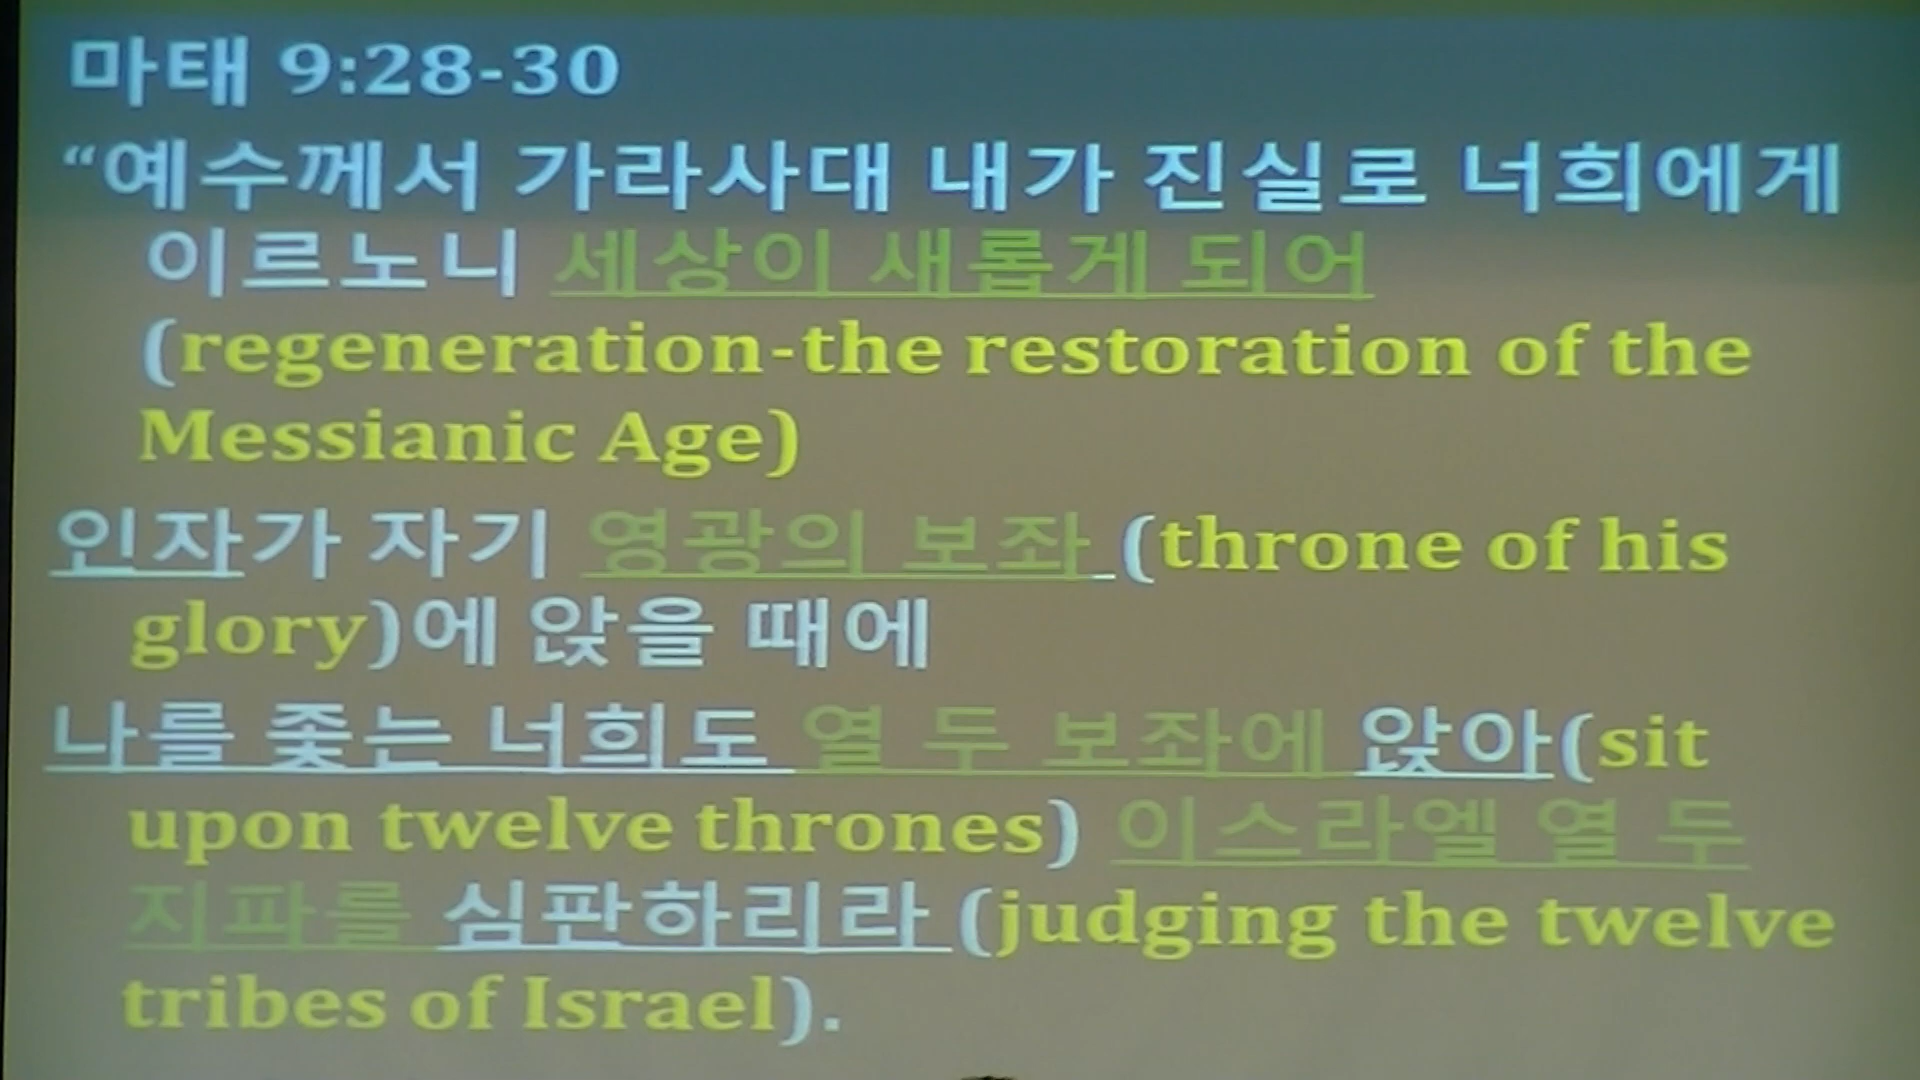 마태 9:28-30
“예수께서 가라사대 내가 진실로 너희에게
이르노니 세상이 새롭게 되어
(regeneration-the restoration of the
Messianic Age)
인자가 자기 영광의 보좌 (throne of his
glory)에 앉을 때에
나를 좇는 너희도 열 두 보좌에 앉아(sit
upon twelve thrones) 이스라엘 열 두
지파를 심판하리라 (judging the twelve
tribes of Israel).